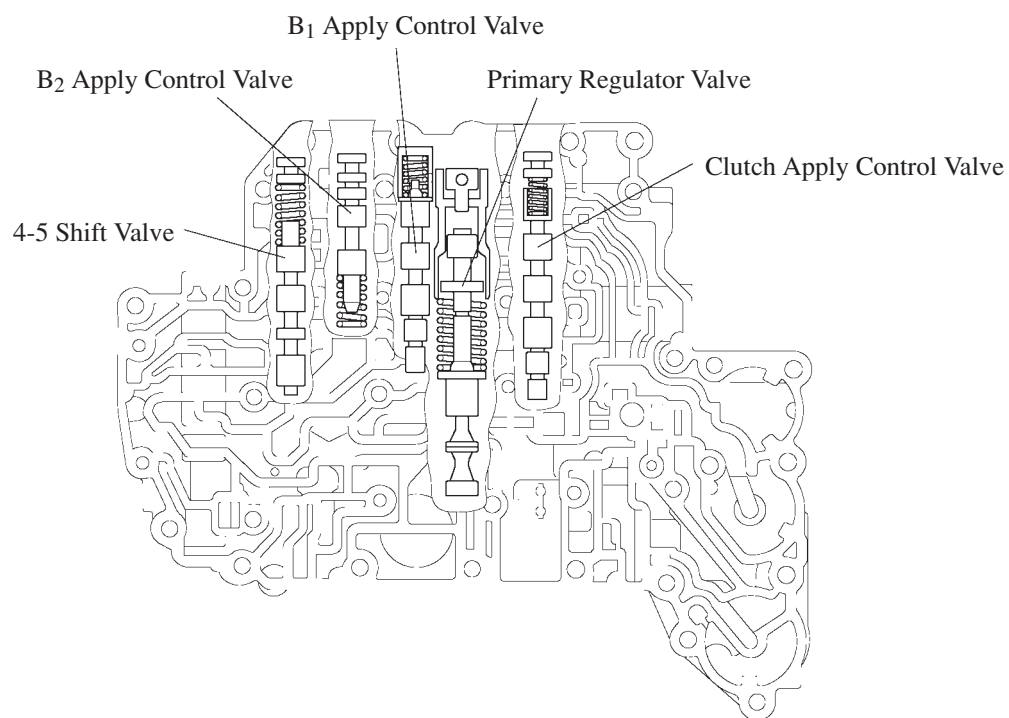 B₁ Apply Control Valve
B₂ Apply Control Valve
Primary Regulator Valve
Clutch Apply Control Valve
4-5 Shift Valve